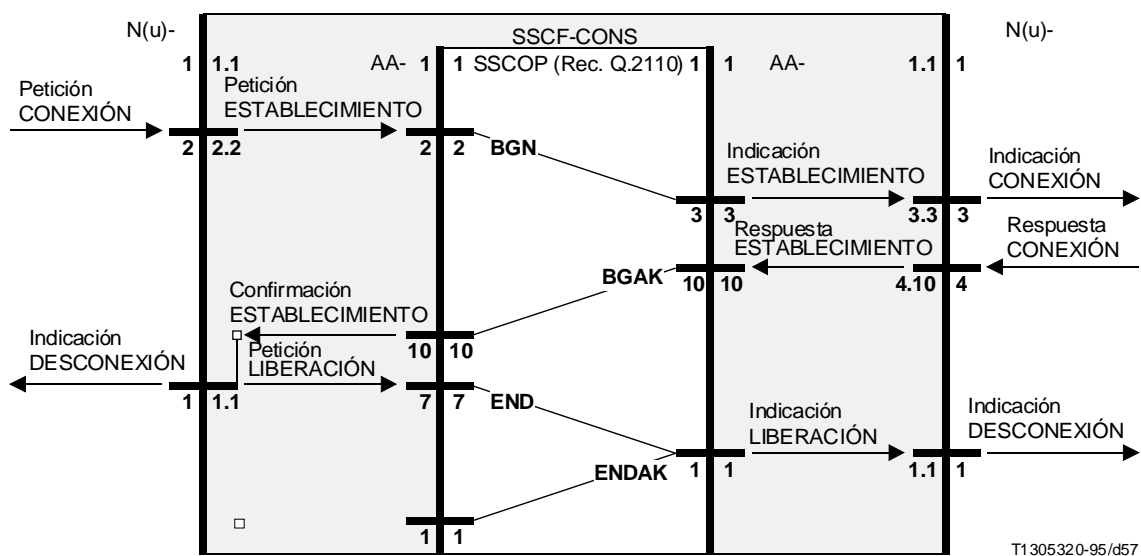 N(u)-
SSCF-CONS
N(u)-
1 1.1
AA- 1
1 SSCOP (Rec. Q.2110) 1
1 AA-
1.1 1
Petición
CONEXIÓN
Petición
ESTABLECIMIENTO
2 2.2
2 2
BGN
Indicación
ESTABLECIMIENTO
Indicación
CONEXIÓN
3 3
3.3 3
Respuesta
ESTABLECIMIENTO
Respuesta
CONEXIÓN
BGAK
10 10
4.10 4
Confirmación
ESTABLECIMIENTO
Indicación
DESCONEXIÓN
10 10
Petición
LIBERACIÓN
1 1.1
7 7
END
Indicación
LIBERACIÓN
Indicación
DESCONEXIÓN
ENDAK
1 1
1.1 1
1 1
T1305320-95/d57